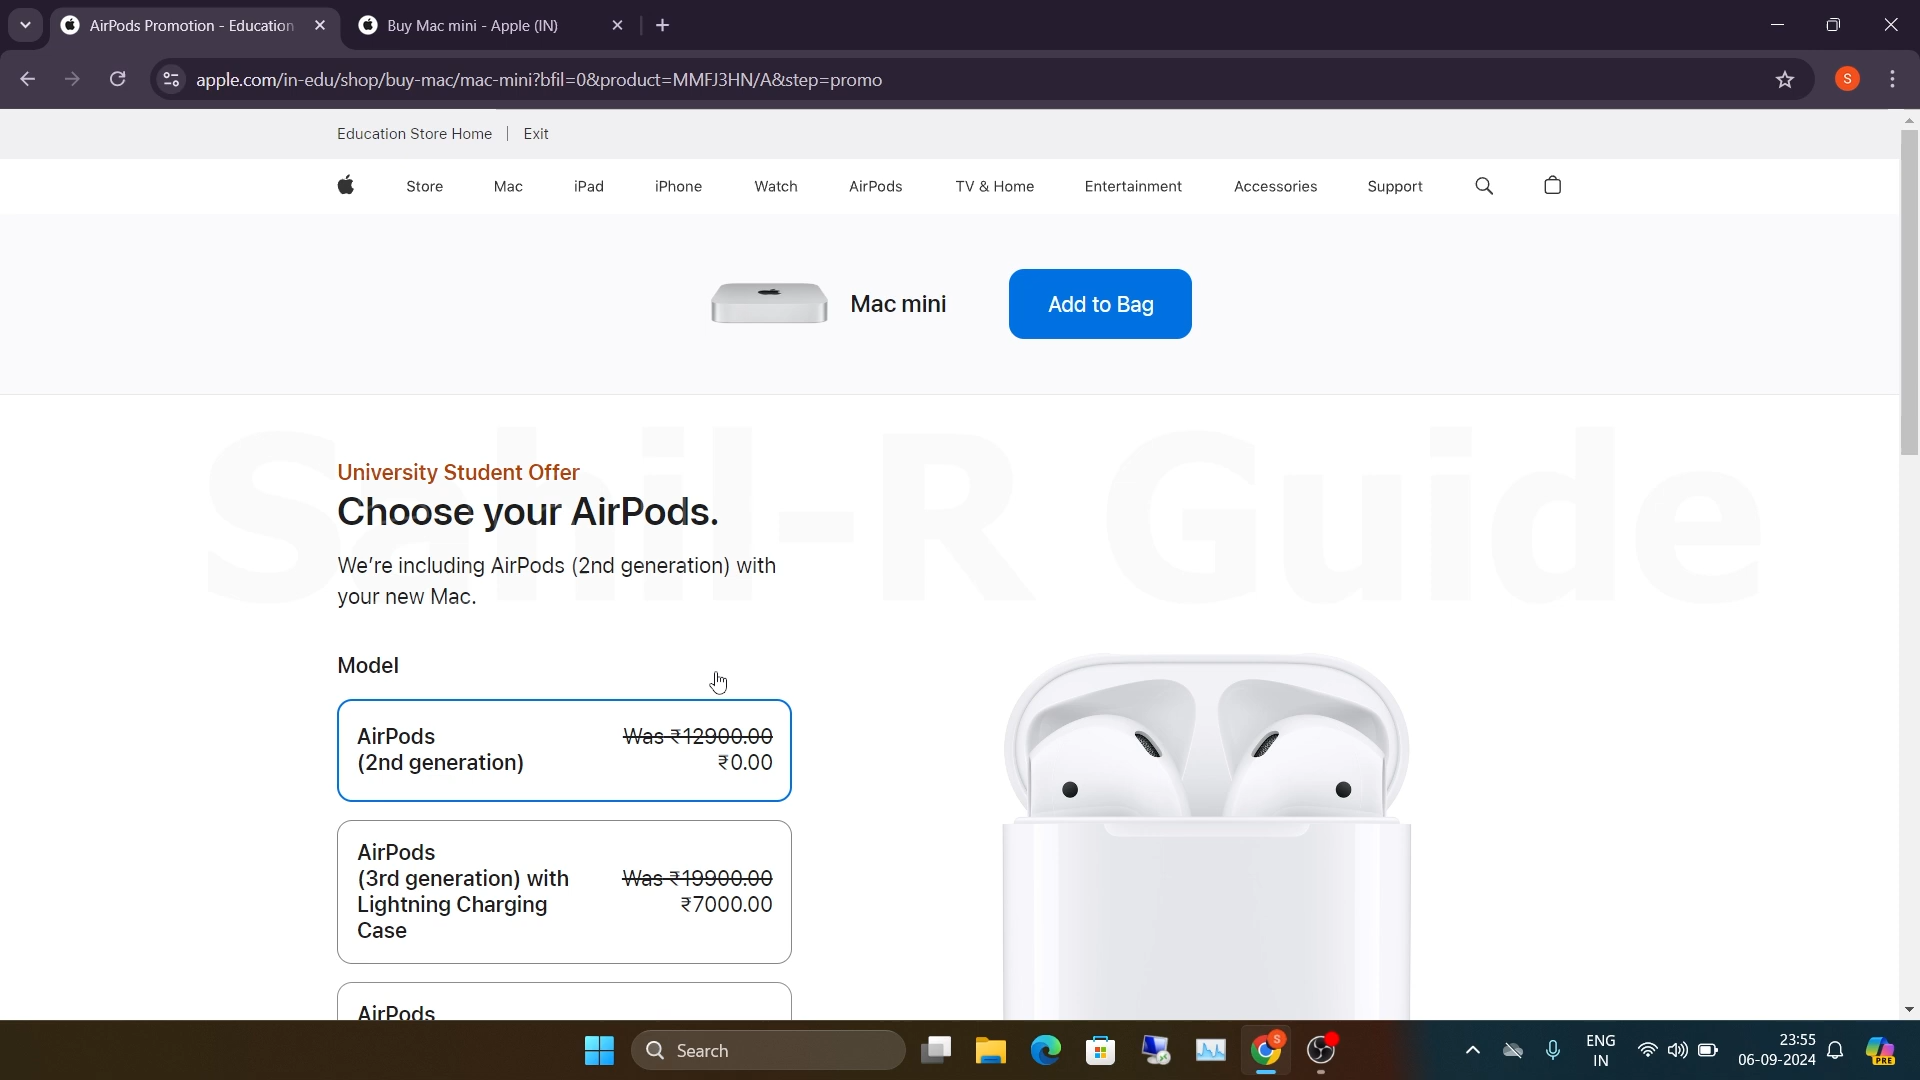 AirPods Promotion - Education
Buy Mac mini - Apple (IN)
apple.com/in-edu/shop/buy-mac/mac-mini?bfil=0&product=MMFJ3HN/A&step=promo
S
Education Store Home | Exit
Store Mac iPad iPhone Watch AirPods TV & Home Entertainment Accessories Support
Mac mini
Add to Bag
Sahil-R Guide
University Student Offer
Choose your AirPods.
We're including AirPods (2nd generation) with
your new Mac.
Model
AirPods
(2nd generation)
Was ₹12900.00
₹0.00
AirPods
(3rd generation) with
Lightning Charging
Case
Was ₹19900.00
₹7000.00
AirPods
Search
S
ENG
IN
23:55
06-09-2024
PRE